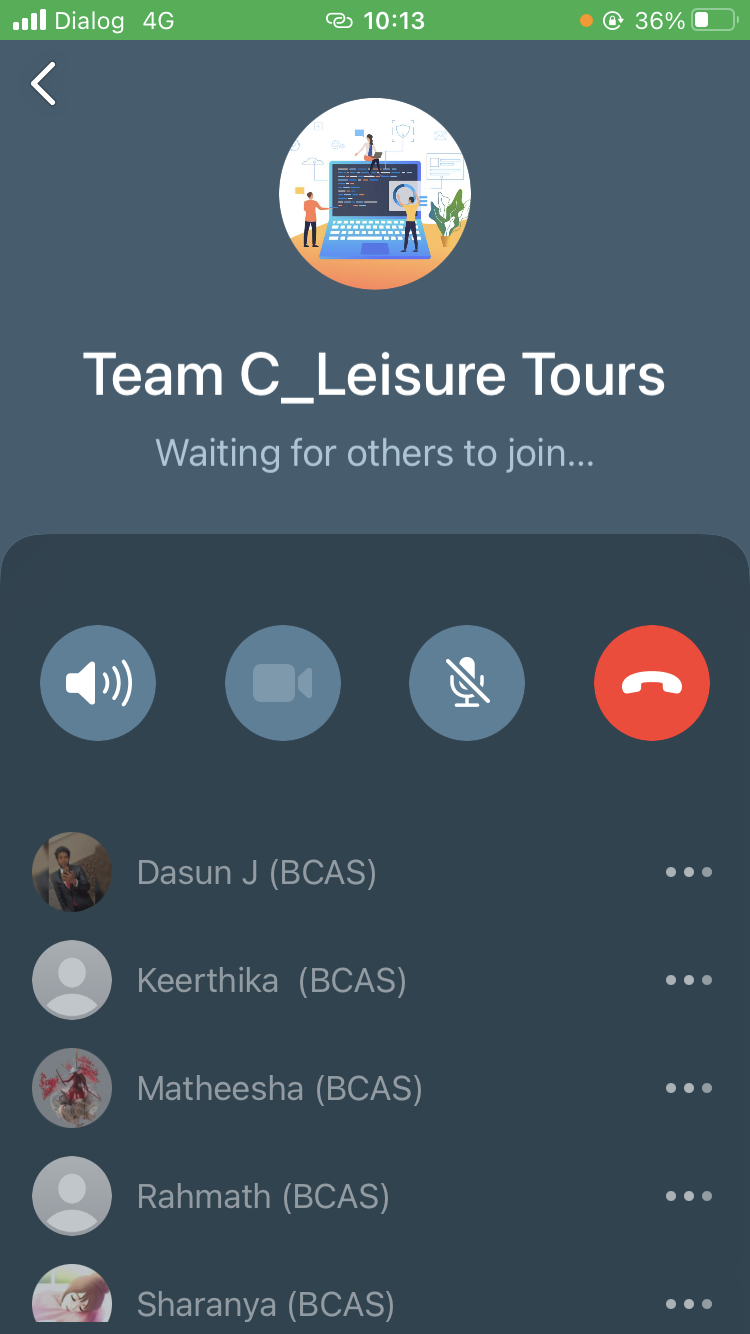 Dialog 4G 10:13 36%
Team C_Leisure Tours
Waiting for others to join...
Dasun J (BCAS)
Keerthika (BCAS)
Matheesha (BCAS)
Rahmath (BCAS)
Sharanya (BCAS)